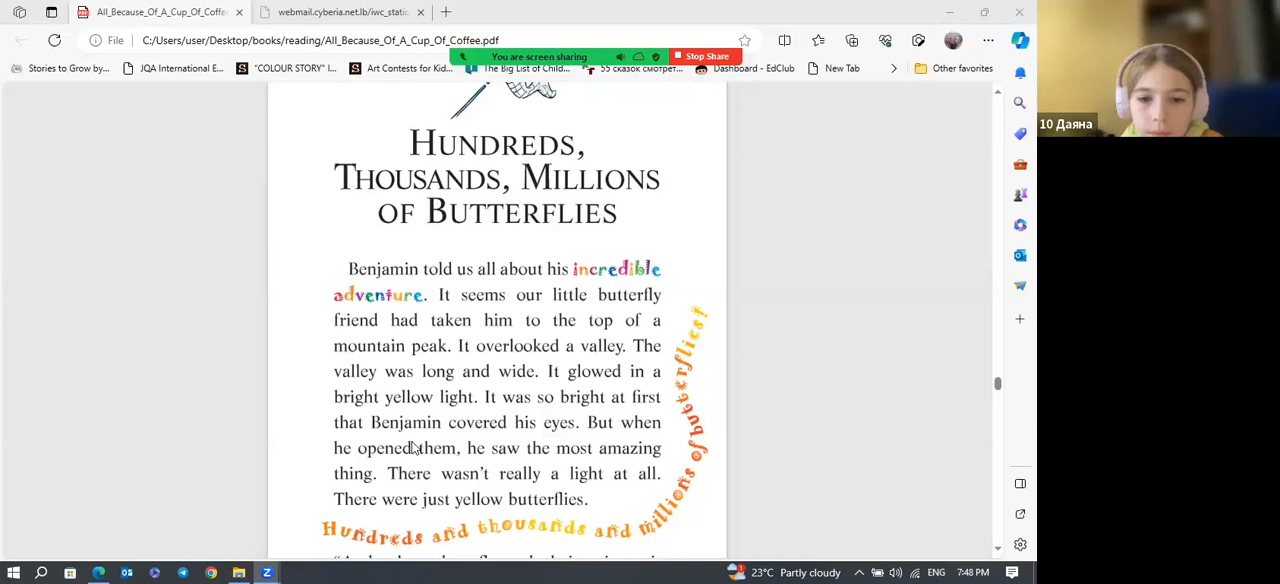 All_Because_Of_A_Cup_Of_Coffe
webmail.cyberia.net.lb/iwc_static
File
C:/Users/user/Desktop/books/reading/All_Because_Of_A_Cup_Of_Coffee.pdf
You are screen sharing
Stop Share
Stories to Grow by...
JQA International E...
"COLOUR STORY" I...
Art Contests for Kid...
The Big List of Child...
55 сказок смотрет...
Dashboard - EdClub
New Tab
Other favorites
10 Даяна
HUNDREDS,
THOUSANDS, MILLIONS
OF BUTTERFLIES
Benjamin told us all about his incredible
adventure. It seems our little butterfly
friend had taken him to the top of a
mountain peak. It overlooked a valley. The
valley was long and wide. It glowed in a
bright yellow light. It was so bright at first
that Benjamin covered his eyes. But when
he opened them, he saw the most amazing
thing. There wasn't really a light at all.
There were just yellow butterflies.
Hundreds and thousands and millions of butterflies!
23°C Partly cloudy
ENG
7:48 PM